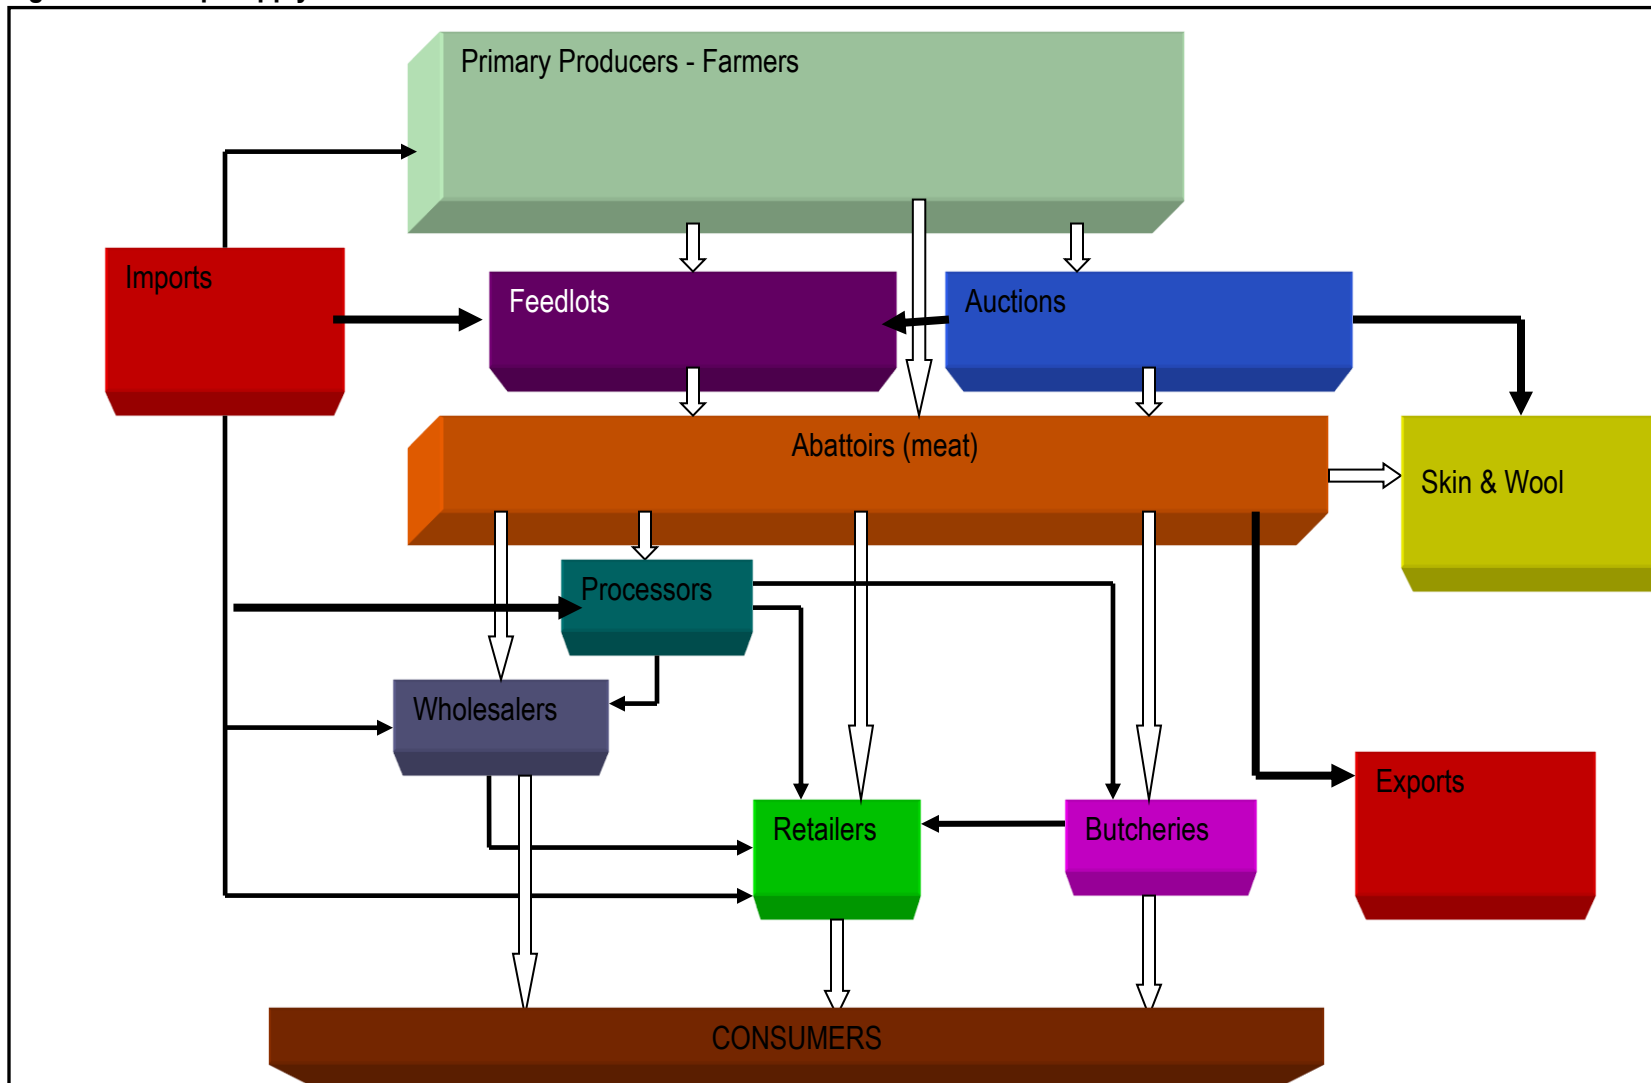 Primary Producers - Farmers
Imports
Feedlots
Auctions
Abattoirs (meat)
Skin & Wool
Processors
Wholesalers
Exports
Retailers
Butcheries
CONSUMERS